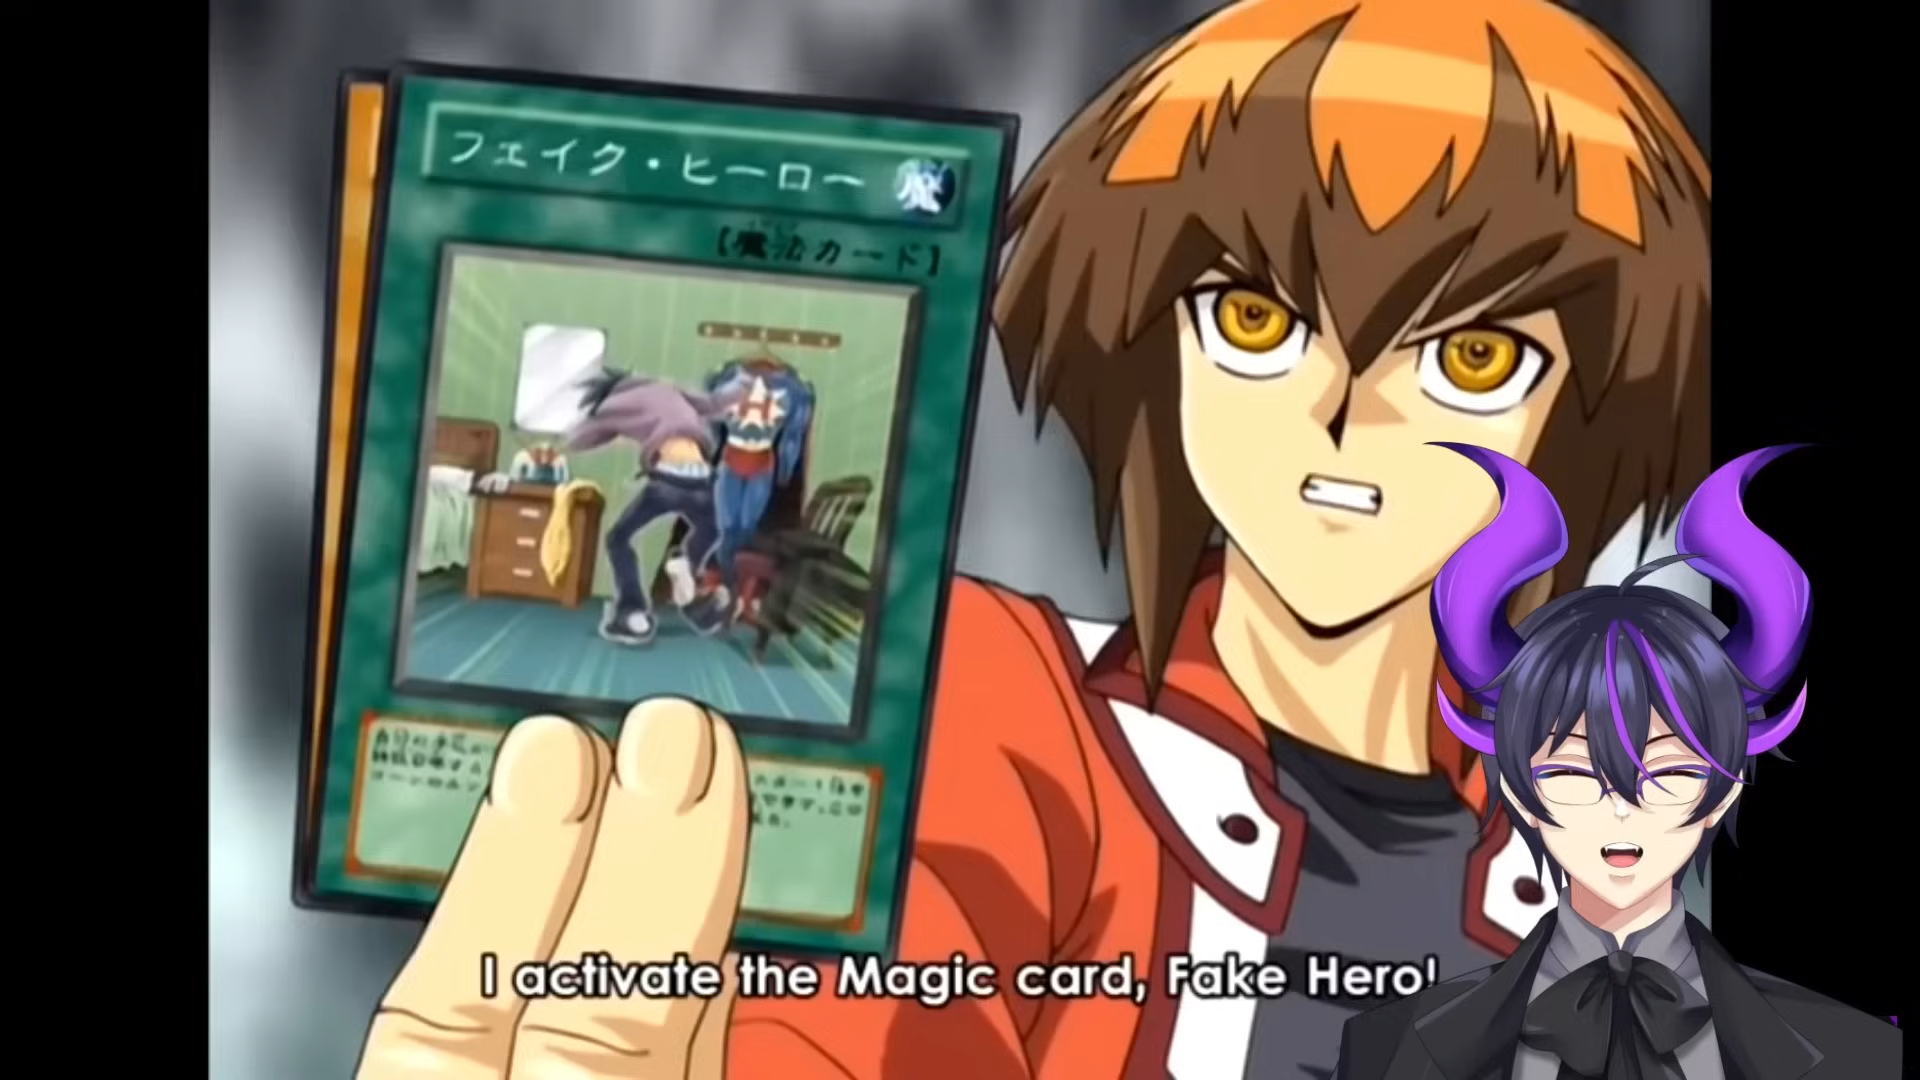 フェイク・ヒーロー 魔
【魔法カード】
I activate the Magic card, Fake Hero!